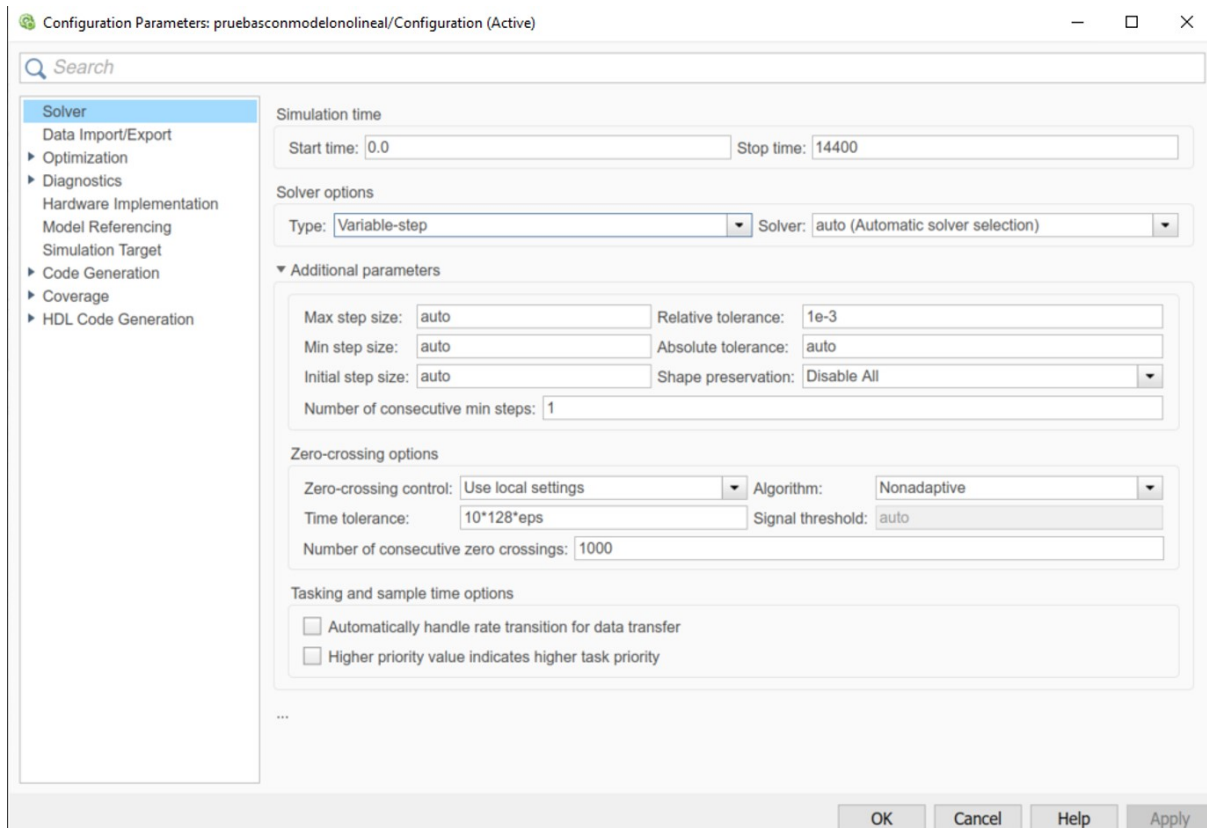 Configuration Parameters: pruebasconmodelonolineal/Configuration (Active)
Search
Solver
Data Import/Export
Optimization
Diagnostics
Hardware Implementation
Model Referencing
Simulation Target
Code Generation
Coverage
HDL Code Generation
Simulation time
Start time: 0.0 Stop time: 14400
Solver options
Type: Variable-step Solver: auto (Automatic solver selection)
Additional parameters
Max step size: auto Relative tolerance: 1e-3
Min step size: auto Absolute tolerance: auto
Initial step size: auto Shape preservation: Disable All
Number of consecutive min steps: 1
Zero-crossing options
Zero-crossing control: Use local settings Algorithm: Nonadaptive
Time tolerance: 10*128*eps Signal threshold: auto
Number of consecutive zero crossings: 1000
Tasking and sample time options
Automatically handle rate transition for data transfer
Higher priority value indicates higher task priority
...
OK Cancel Help Apply